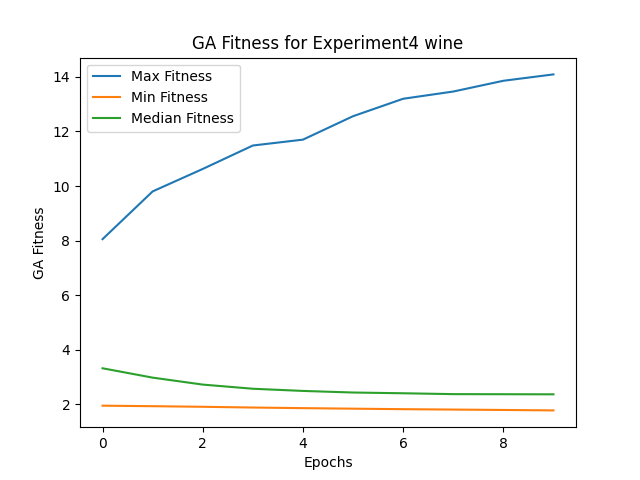 GA Fitness for Experiment4 wine
Max Fitness
Min Fitness
Median Fitness
14
12
10
8
6
4
2
GA Fitness
0 2 4 6 8
Epochs